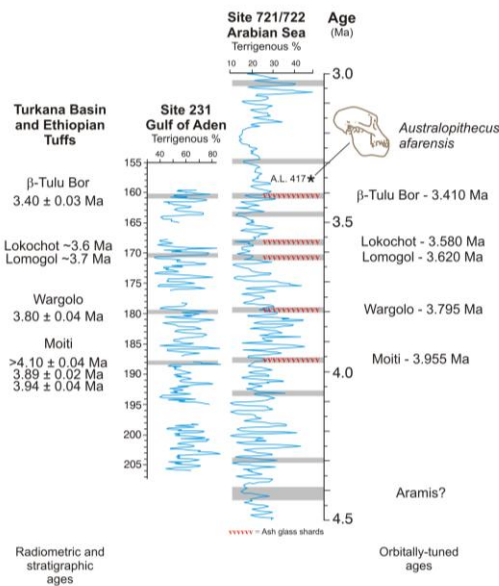 Site 721/722
Arabian Sea
Terrigenous %
10 20 30 40
Age
(Ma)
3.0
Turkana Basin
and Ethiopian
Tuffs
Site 231
Gulf of Aden
Terrigenous %
40 60 80
Australopithecus
afarensis
A.L. 417★
155
160
165
170
175
180
185
190
195
200
205
β-Tulu Bor
3.40 ± 0.03 Ma
β-Tulu Bor - 3.410 Ma
3.5
Lokochot ~3.6 Ma
Lomogol ~3.7 Ma
Lokochot - 3.580 Ma
Lomogol - 3.620 Ma
Wargolo
3.80 ± 0.04 Ma
Wargolo - 3.795 Ma
Moiti
>4.10 ± 0.04 Ma
3.89 ± 0.02 Ma
3.94 ± 0.04 Ma
Moiti - 3.955 Ma
4.0
Aramis?
4.5
= Ash glass shards
Radiometric and
stratigraphic
ages
Orbitally-tuned
ages